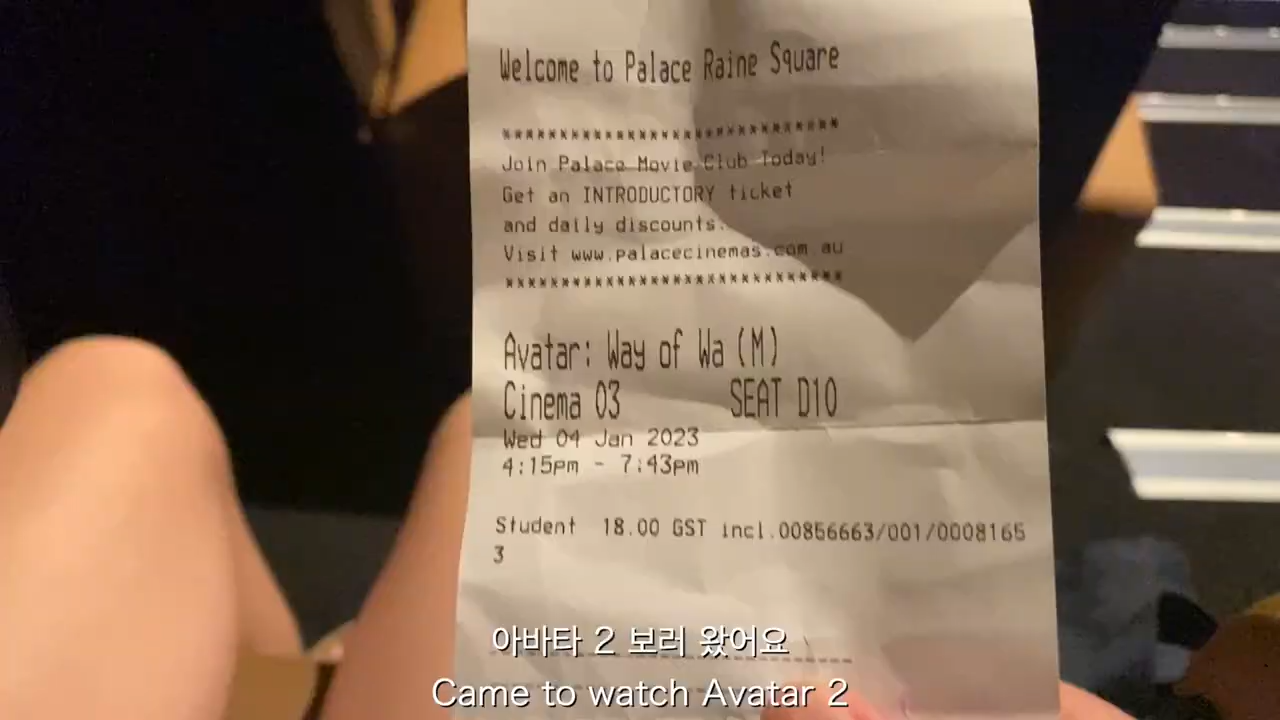 Welcome to Palace Raine Square
****************************
Join Palace Movie Club Today!
Get an INTRODUCTORY ticket
and daily discounts.
Visit www.palacecinemas.com.au
****************************
Avatar: Way of Wa (M)
Cinema 03 SEAT D10
Wed 04 Jan 2023
4:15pm - 7:43pm
Student 18.00 GST incl.00856663/001/0008165
3
아바타 2 보러 왔어요
Came to watch Avatar 2